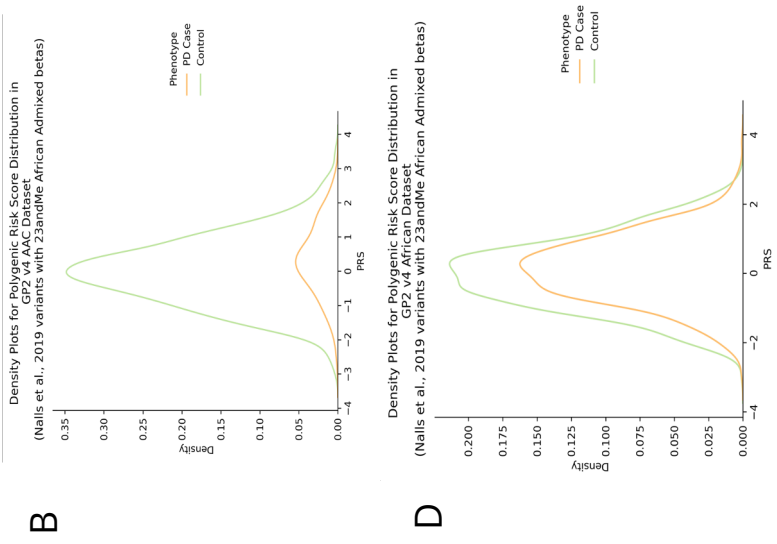 B
Density Plots for Polygenic Risk Score Distribution in
GP2 v4 AAC Dataset
(Nalls et al., 2019 variants with 23andMe African Admixed betas)
Phenotype
PD Case
Control
Density
0.35
0.30
0.25
0.20
0.15
0.10
0.05
0.00
−4
−3
−2
−1
0
1
2
3
4
PRS
D
Density Plots for Polygenic Risk Score Distribution in
GP2 v4 African Dataset
(Nalls et al., 2019 variants with 23andMe African Admixed betas)
Phenotype
PD Case
Control
Density
0.200
0.175
0.150
0.125
0.100
0.075
0.050
0.025
0.000
−4
−2
0
2
4
PRS